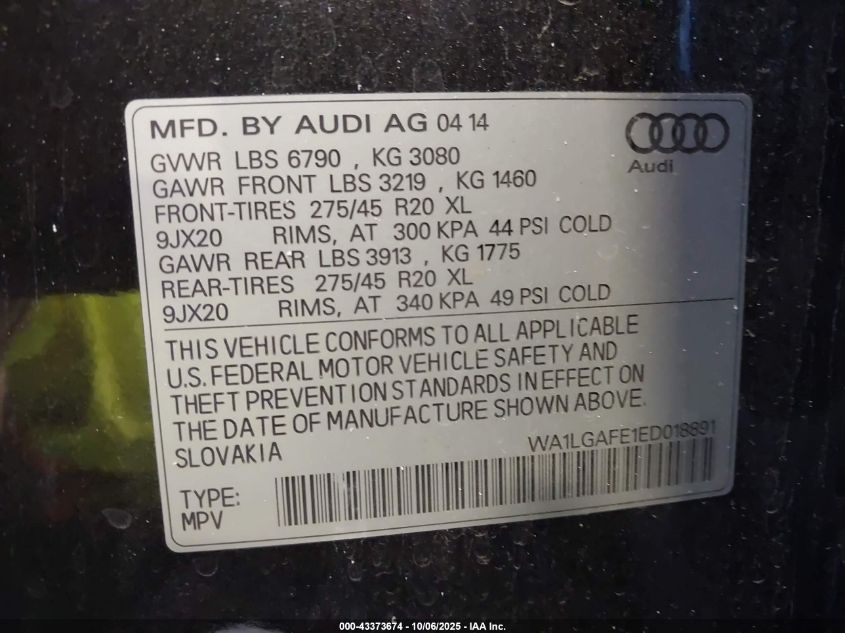 MFD. BY AUDI AG 04 14
Audi
GVWR LBS 6790 , KG 3080
GAWR FRONT LBS 3219 , KG 1460
FRONT-TIRES 275/45 R20 XL
9JX20 RIMS, AT 300 KPA 44 PSI COLD
GAWR REAR LBS 3913 , KG 1775
REAR-TIRES 275/45 R20 XL
9JX20 RIMS, AT 340 KPA 49 PSI COLD
THIS VEHICLE CONFORMS TO ALL APPLICABLE
U.S. FEDERAL MOTOR VEHICLE SAFETY AND
THEFT PREVENTION STANDARDS IN EFFECT ON
THE DATE OF MANUFACTURE SHOWN ABOVE.
SLOVAKIA
WA1LGAFE1ED018891
TYPE:
MPV
000-43373674 - 10/06/2025 - IAA Inc.